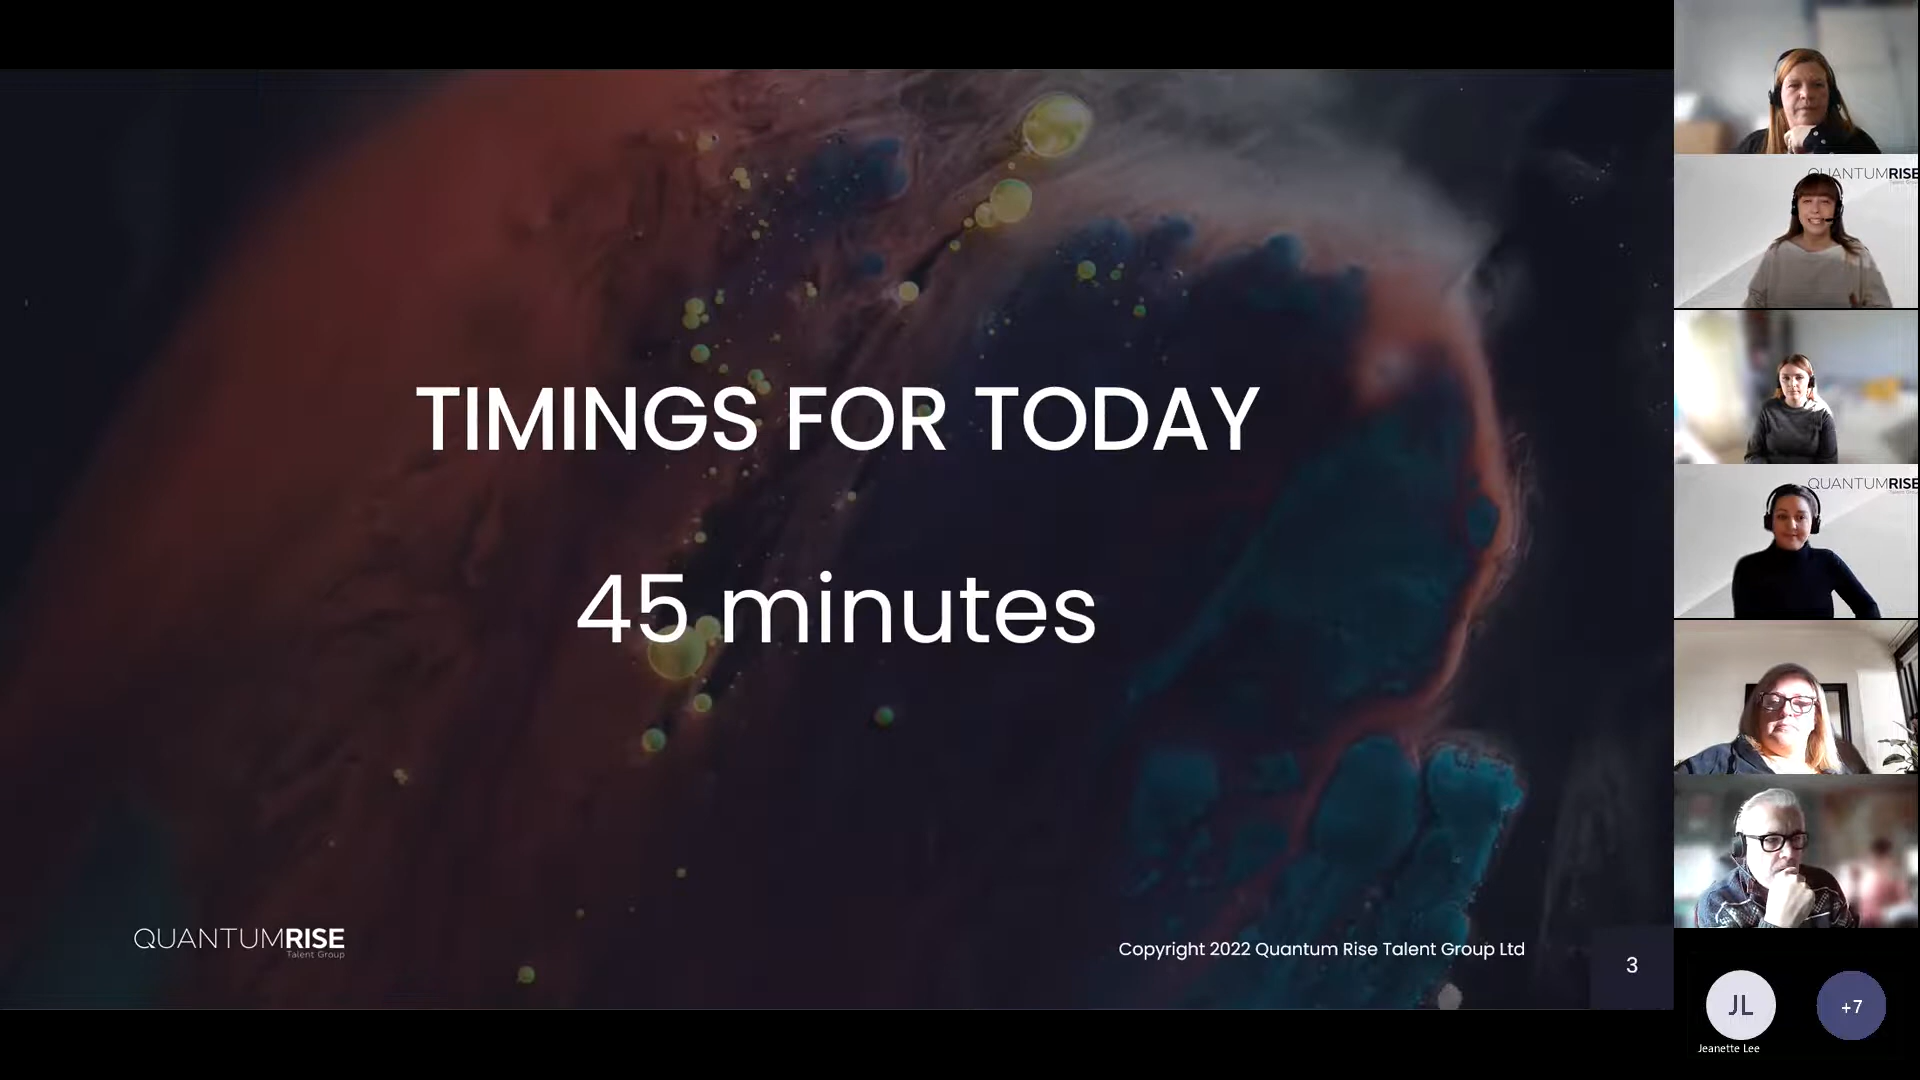 TIMINGS FOR TODAY
45 minutes
QUANTUMRISE
Talent Group
Copyright 2022 Quantum Rise Talent Group Ltd
3
QUANTUMRISE
QUANTUMRISE
JL
+7
Jeanette Lee